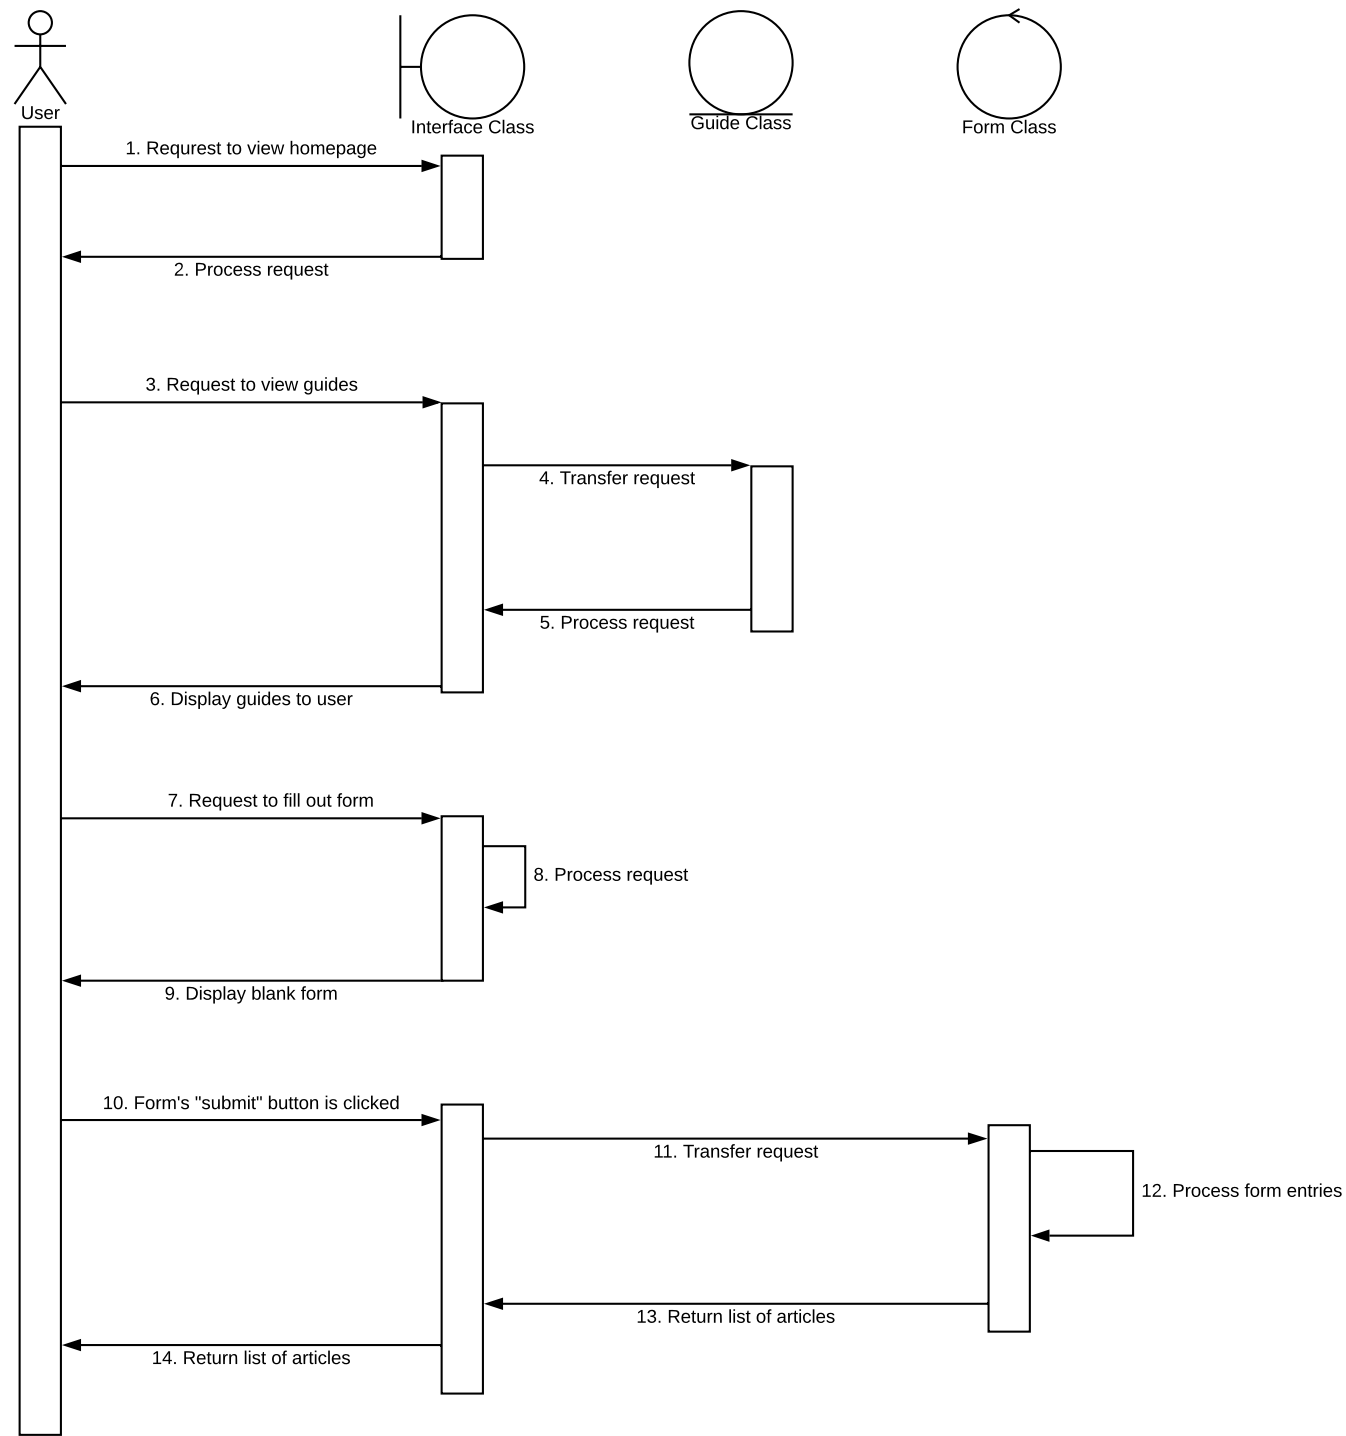 User
Interface Class
Guide Class
Form Class
1. Requrest to view homepage
2. Process request
3. Request to view guides
4. Transfer request
5. Process request
6. Display guides to user
7. Request to fill out form
8. Process request
9. Display blank form
10. Form's "submit" button is clicked
11. Transfer request
12. Process form entries
13. Return list of articles
14. Return list of articles